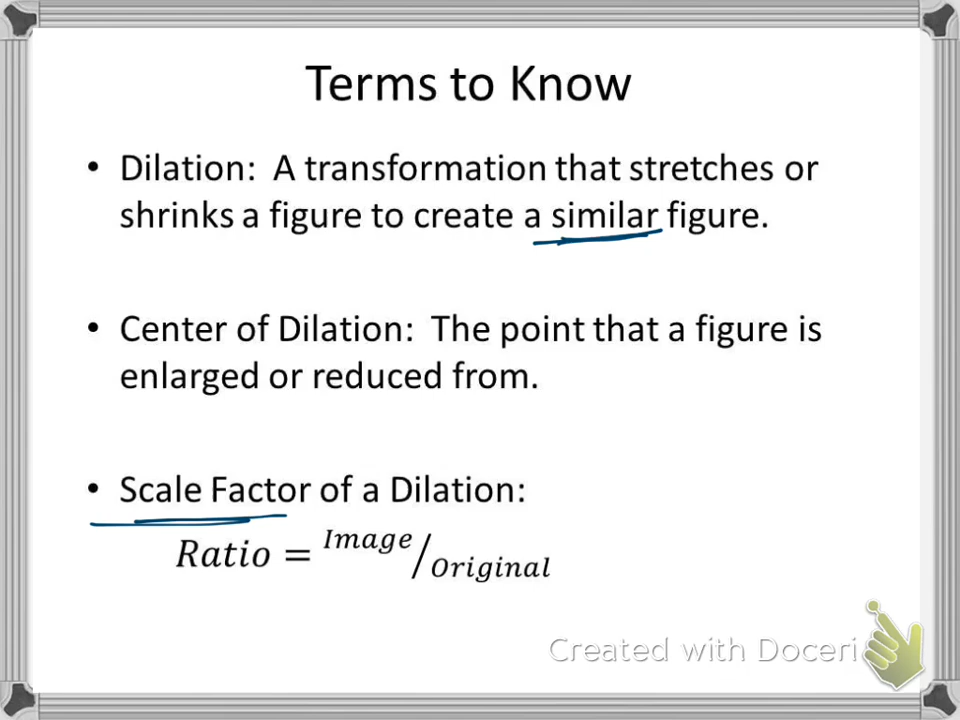 Terms to Know
• Dilation: A transformation that stretches or
shrinks a figure to create a similar figure.
• Center of Dilation: The point that a figure is
enlarged or reduced from.
• Scale Factor of a Dilation:
Ratio = Image/Original
Created with Doceri